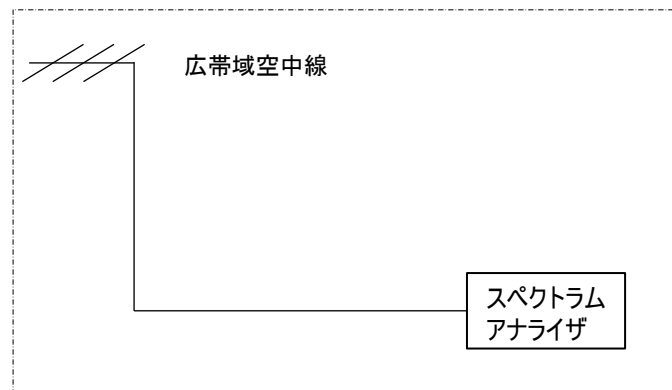 広帯域空中線
スペクトラム
アナライザ